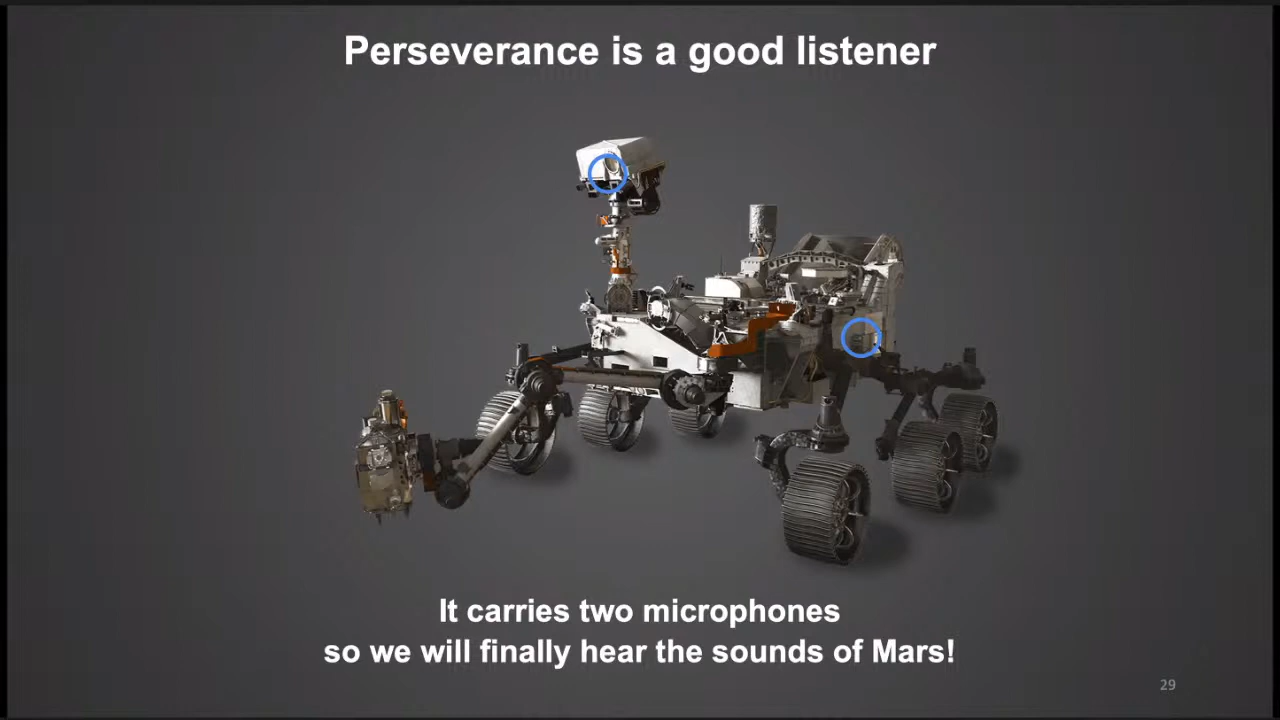 Perseverance is a good listener
It carries two microphones
so we will finally hear the sounds of Mars!
29